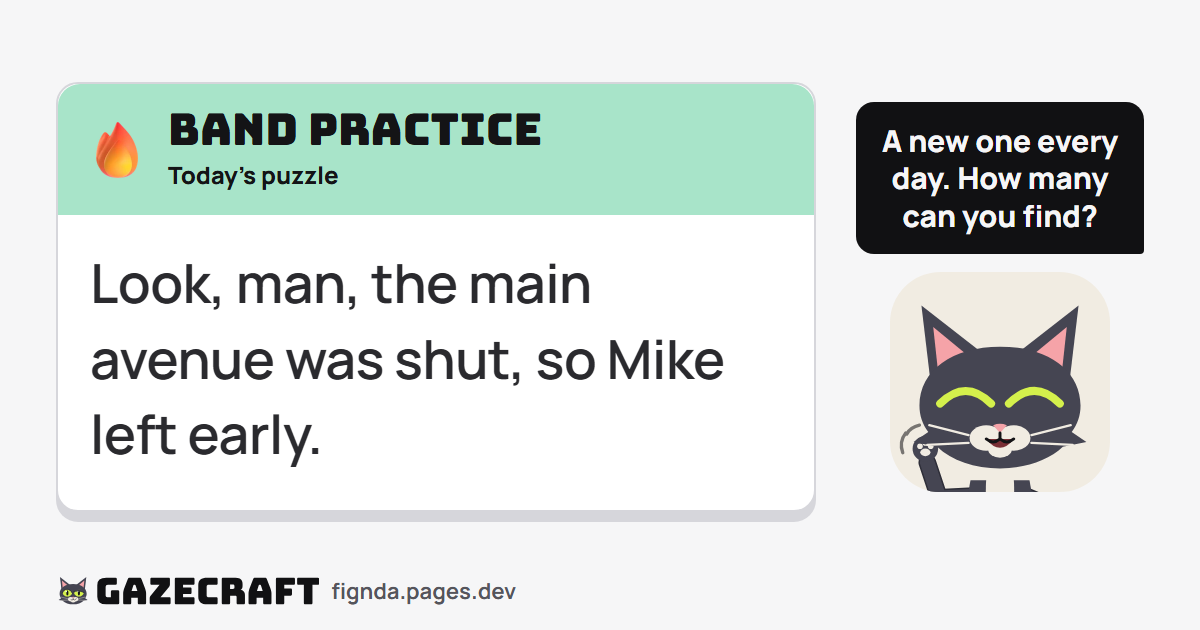 BAND PRACTICE
Today's puzzle
Look, man, the main
avenue was shut, so Mike
left early.
A new one every
day. How many
can you find?
GAZECRAFT fignda.pages.dev